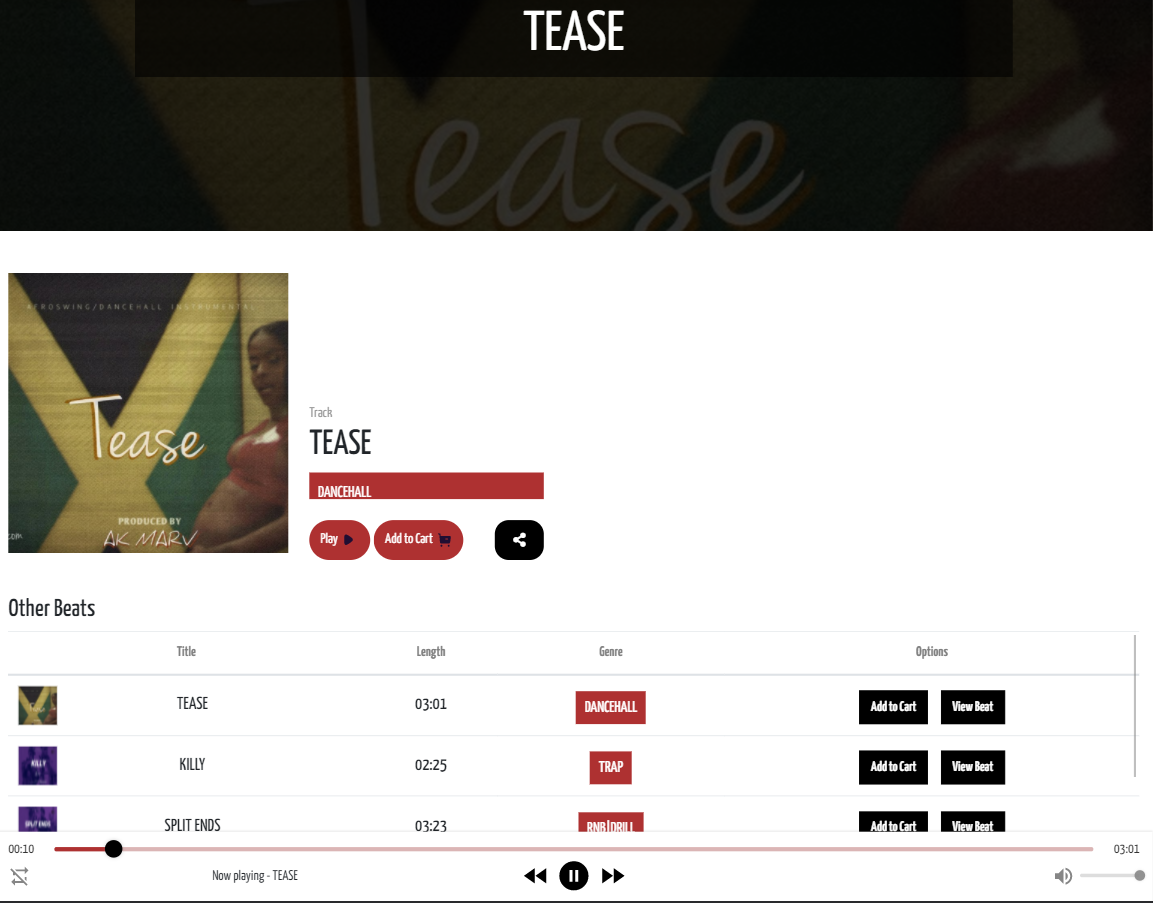 TEASE
Tease
AFROSWING/DANCEHALL INSTRUMENTAL
Tease
PRODUCED BY
AK MARV
.com
Track
TEASE
DANCEHALL
Play
Add to Cart
Other Beats
Title Length Genre Options
TEASE 03:01 DANCEHALL Add to Cart View Beat
KILLY
KILLY 02:25 TRAP Add to Cart View Beat
SPLIT ENDS
SPLIT ENDS 03:23 RNB|DRILL Add to Cart View Beat
00:10 03:01
Now playing - TEASE